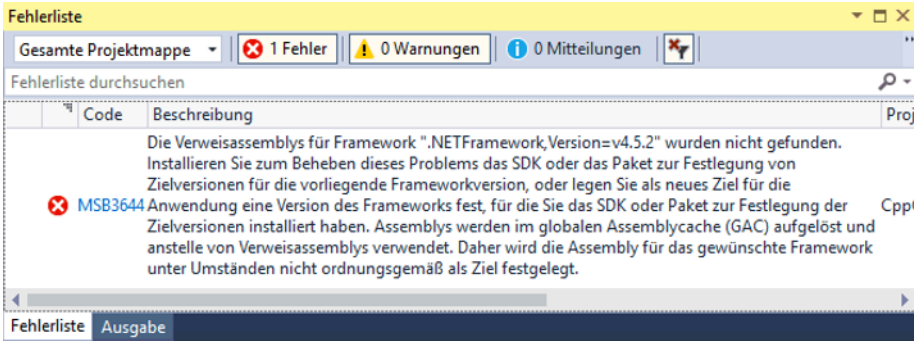 Fehlerliste
Gesamte Projektmappe 1 Fehler 0 Warnungen 0 Mitteilungen
Fehlerliste durchsuchen
Code Beschreibung Proj
Die Verweisassemblys für Framework ".NETFramework,Version=v4.5.2" wurden nicht gefunden.
Installieren Sie zum Beheben dieses Problems das SDK oder das Paket zur Festlegung von
Zielversionen für die vorliegende Frameworkversion, oder legen Sie als neues Ziel für die
MSB3644 Anwendung eine Version des Frameworks fest, für die Sie das SDK oder Paket zur Festlegung der Cpp
Zielversionen installiert haben. Assemblys werden im globalen Assemblycache (GAC) aufgelöst und
anstelle von Verweisassemblys verwendet. Daher wird die Assembly für das gewünschte Framework
unter Umständen nicht ordnungsgemäß als Ziel festgelegt.
Fehlerliste Ausgabe